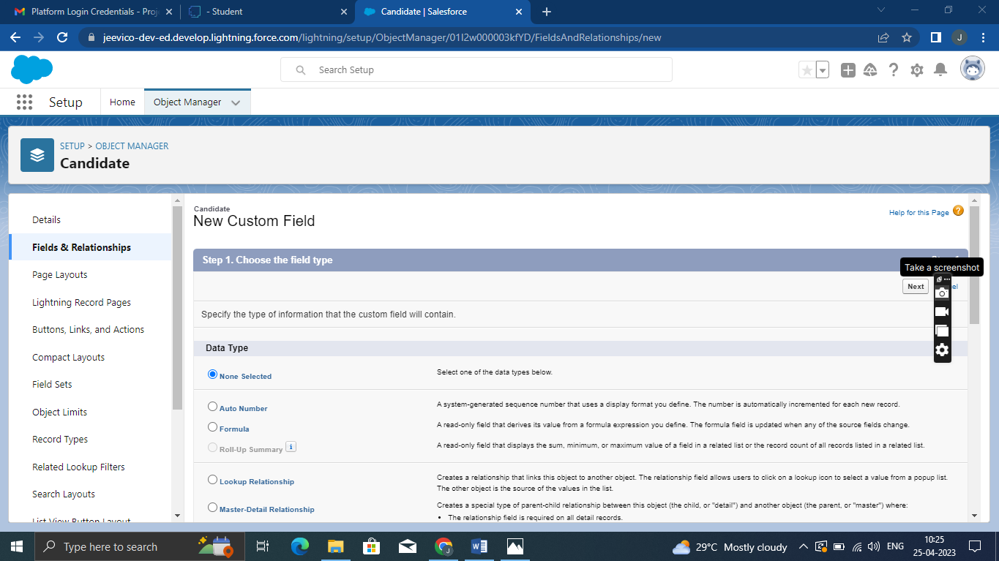 Platform Login Credentials - Proj
- Student
Candidate | Salesforce
jeevico-dev-ed.develop.lightning.force.com/lightning/setup/ObjectManager/01I2w000003kfYD/FieldsAndRelationships/new
J
Search Setup
Setup
Home
Object Manager
SETUP > OBJECT MANAGER
Candidate
Details
Fields & Relationships
Page Layouts
Lightning Record Pages
Buttons, Links, and Actions
Compact Layouts
Field Sets
Object Limits
Record Types
Related Lookup Filters
Search Layouts
List View Button Layout
Candidate
New Custom Field
Help for this Page
Step 1. Choose the field type
Take a screenshot
Next
Specify the type of information that the custom field will contain.
Data Type
None Selected
Select one of the data types below.
Auto Number
A system-generated sequence number that uses a display format you define. The number is automatically incremented for each new record.
Formula
A read-only field that derives its value from a formula expression you define. The formula field is updated when any of the source fields change.
Roll-Up Summary
A read-only field that displays the sum, minimum, or maximum value of a field in a related list or the record count of all records listed in a related list.
Lookup Relationship
Creates a relationship that links this object to another object. The relationship field allows users to click on a lookup icon to select a value from a popup list.
The other object is the source of the values in the list.
Master-Detail Relationship
Creates a special type of parent-child relationship between this object (the child, or "detail") and another object (the parent, or "master") where:
• The relationship field is required on all detail records.
Type here to search
29°C Mostly cloudy
ENG
10:25
25-04-2023